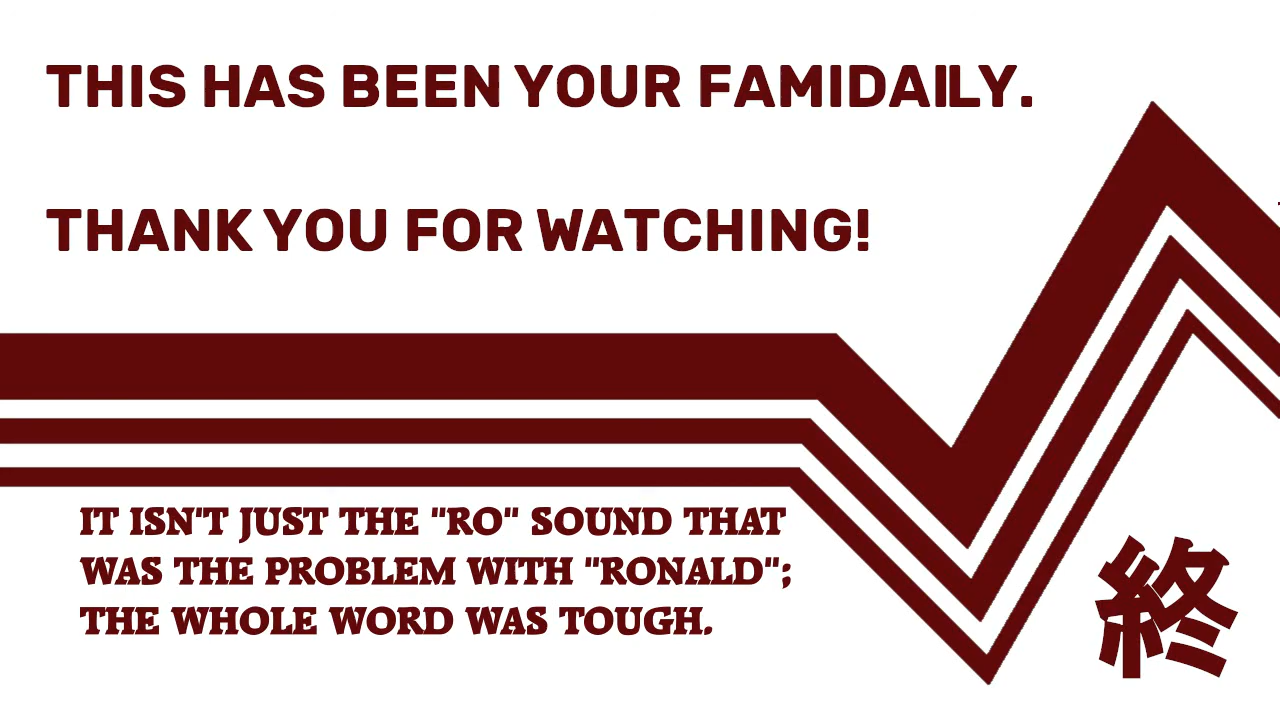 THIS HAS BEEN YOUR FAMIDAILY.
THANK YOU FOR WATCHING!
IT ISN'T JUST THE "RO" SOUND THAT
WAS THE PROBLEM WITH "RONALD";
THE WHOLE WORD WAS TOUGH.
終